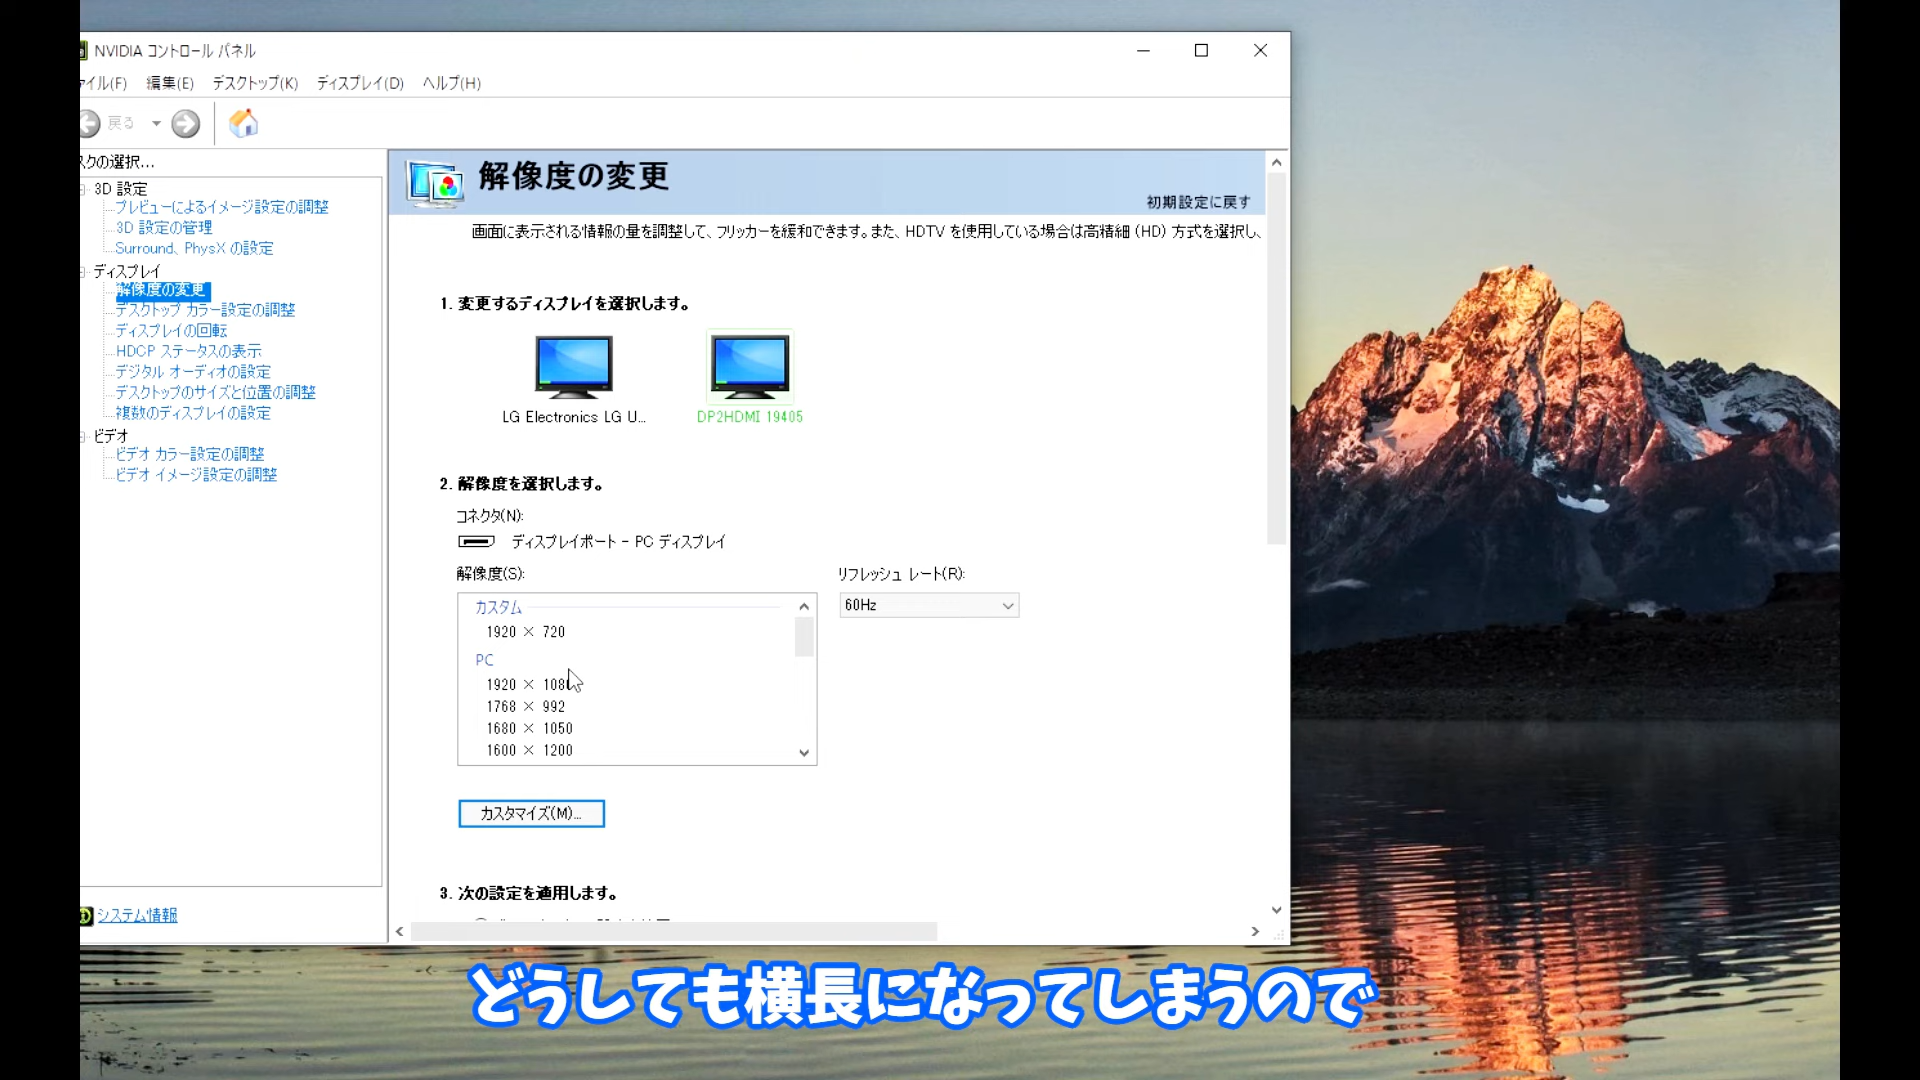 NVIDIA コントロール パネル
イル(F) 編集(E) デスクトップ(K) ディスプレイ(D) ヘルプ(H)
戻る
クの選択...
3D 設定
プレビューによるイメージ設定の調整
3D 設定の管理
Surround、PhysX の設定
ディスプレイ
解像度の変更
デスクトップ カラー設定の調整
ディスプレイの回転
HDCP ステータスの表示
デジタル オーディオの設定
デスクトップのサイズと位置の調整
複数のディスプレイの設定
ビデオ
ビデオ カラー設定の調整
ビデオ イメージ設定の調整
システム情報
解像度の変更
初期設定に戻す
画面に表示される情報の量を調整して、フリッカーを緩和できます。また、HDTV を使用している場合は高精細 (HD) 方式を選択し、
1. 変更するディスプレイを選択します。
LG Electronics LG U... DP2HDMI 19405
2. 解像度を選択します。
コネクタ(N):
ディスプレイポート - PC ディスプレイ
解像度(S): リフレッシュ レート(R):
カスタム 60Hz
1920 × 720
PC
1920 × 1080
1768 × 992
1680 × 1050
1600 × 1200
カスタマイズ(M)...
3. 次の設定を適用します。
どうしても横長になってしまうので